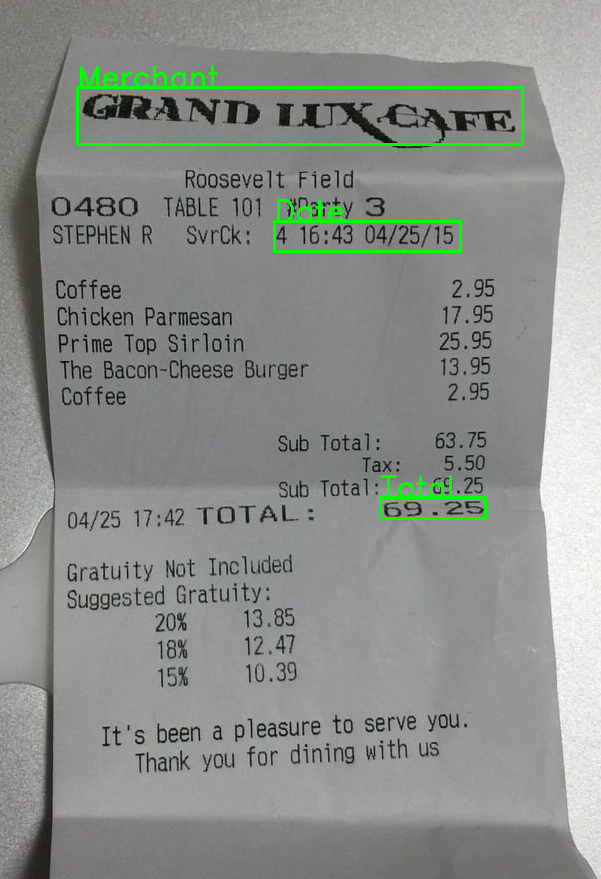 Merchant
GRAND LUX CAFE
Roosevelt Field
0480 TABLE 101 #Party 3
Date
STEPHEN R SvrCk: 4 16:43 04/25/15
Coffee 2.95
Chicken Parmesan 17.95
Prime Top Sirloin 25.95
The Bacon-Cheese Burger 13.95
Coffee 2.95
Sub Total: 63.75
Tax: 5.50
Sub Total: 69.25
Total
04/25 17:42 TOTAL: 69.25
Gratuity Not Included
Suggested Gratuity:
20% 13.85
18% 12.47
15% 10.39
It's been a pleasure to serve you.
Thank you for dining with us